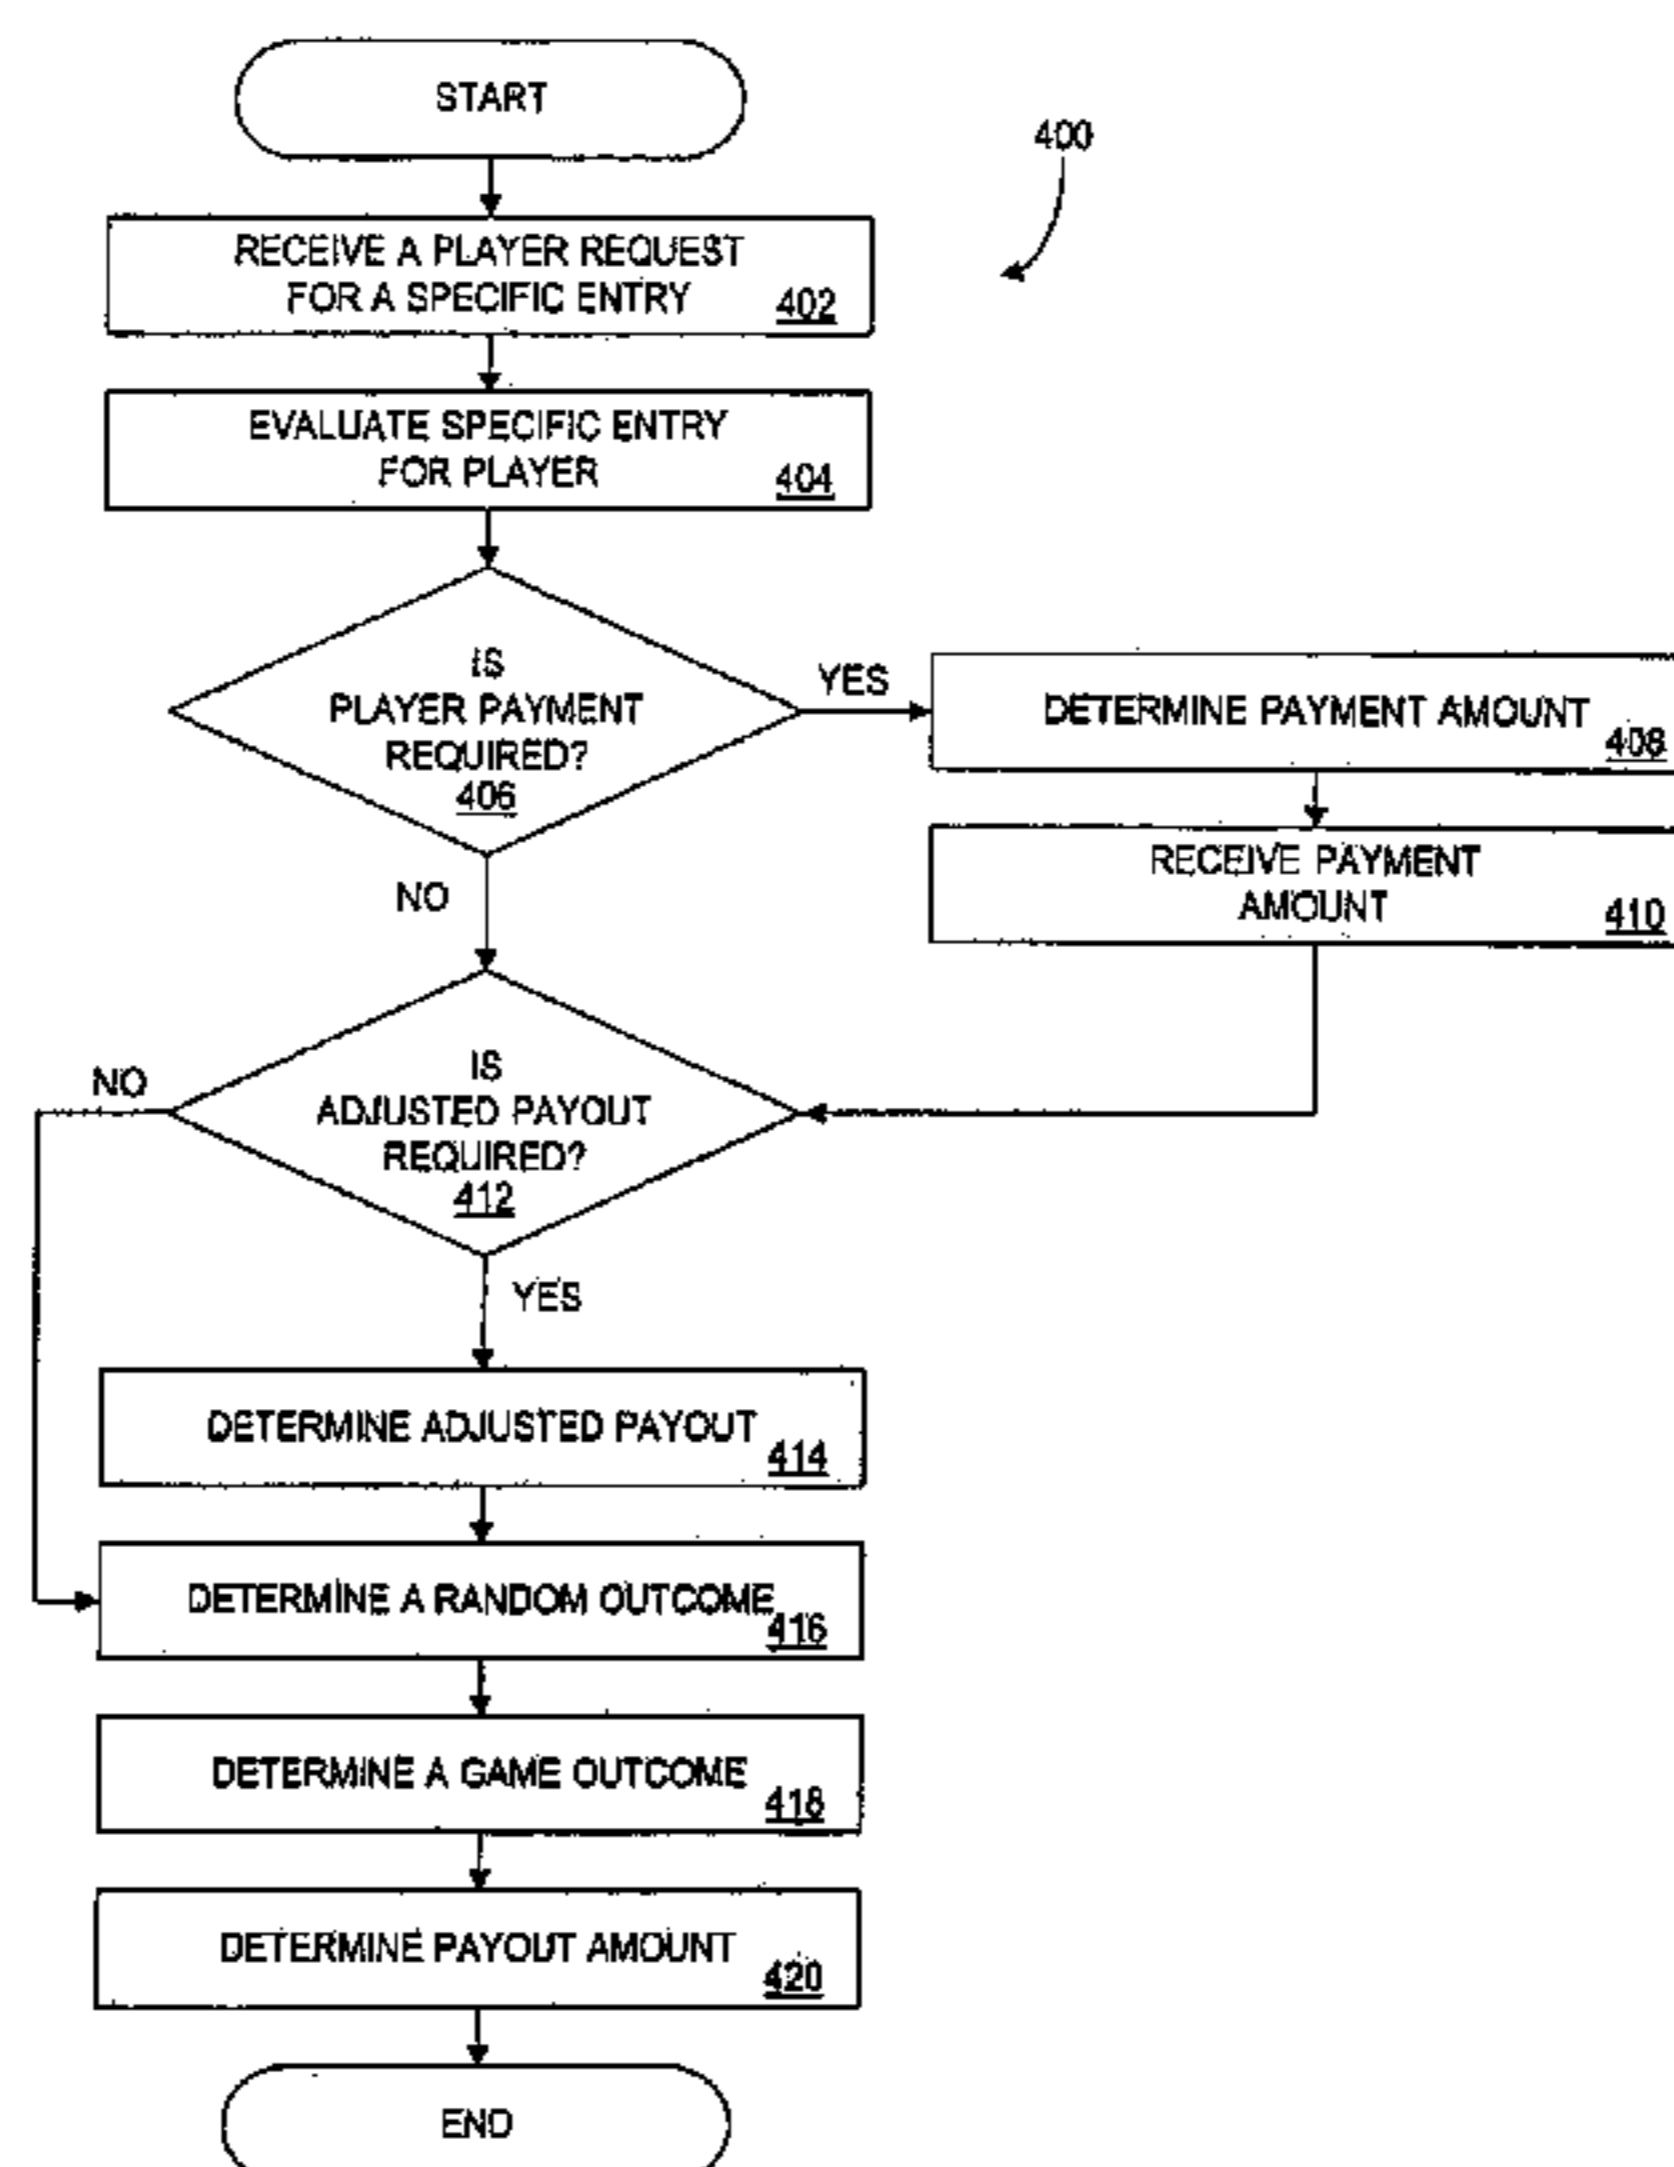 START
400
RECEIVE A PLAYER REQUEST
FOR A SPECIFIC ENTRY
402
EVALUATE SPECIFIC ENTRY
FOR PLAYER
404
IS
PLAYER PAYMENT
REQUIRED?
406
YES
DETERMINE PAYMENT AMOUNT
408
RECEIVE PAYMENT
AMOUNT
410
NO
IS
ADJUSTED PAYOUT
REQUIRED?
412
NO
YES
DETERMINE ADJUSTED PAYOUT
414
DETERMINE A RANDOM OUTCOME
416
DETERMINE A GAME OUTCOME
418
DETERMINE PAYOUT AMOUNT
420
END